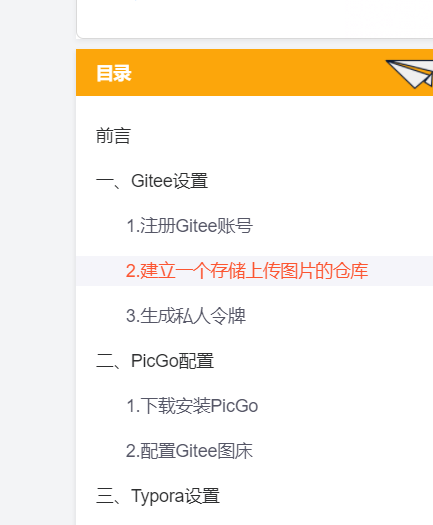 目录
前言
一、Gitee设置
1.注册Gitee账号
2.建立一个存储上传图片的仓库
3.生成私人令牌
二、PicGo配置
1.下载安装PicGo
2.配置Gitee图床
三、Typora设置